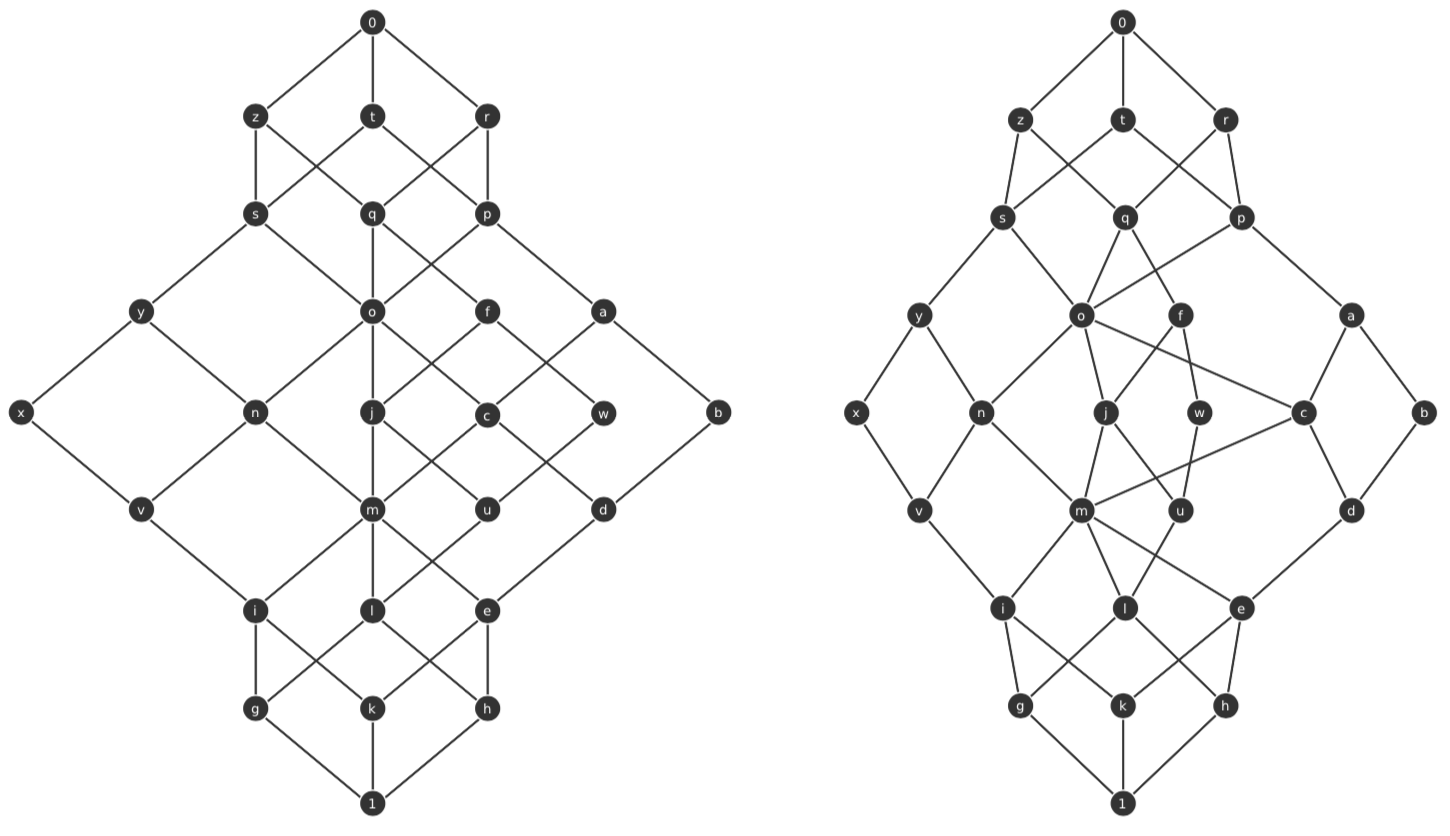 0 0
z t r z t r
s q p s q p
y o f a y o f a
x n j c w b x n j w c b
v m u d v m u d
i l e i l e
g k h g k h
1 1